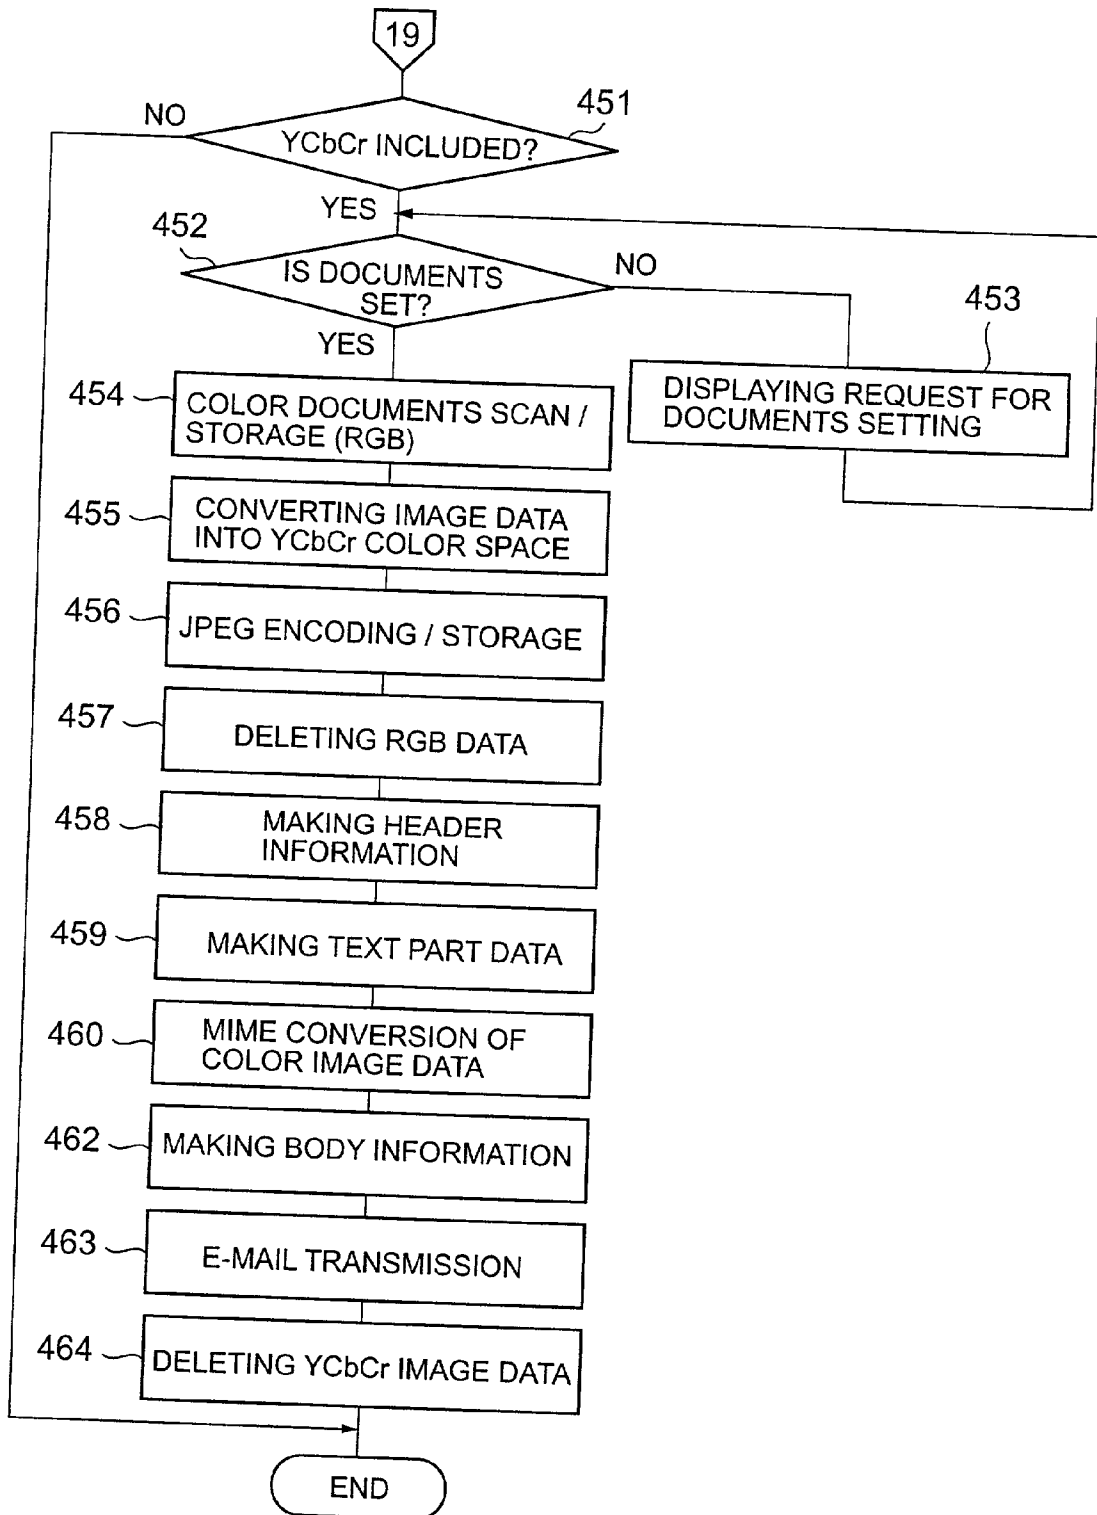 19
NO
451
YCbCr INCLUDED?
YES
452
IS DOCUMENTS
SET?
NO
453
YES
454
COLOR DOCUMENTS SCAN /
STORAGE (RGB)
DISPLAYING REQUEST FOR
DOCUMENTS SETTING
455
CONVERTING IMAGE DATA
INTO YCbCr COLOR SPACE
456
JPEG ENCODING / STORAGE
457
DELETING RGB DATA
458
MAKING HEADER
INFORMATION
459
MAKING TEXT PART DATA
460
MIME CONVERSION OF
COLOR IMAGE DATA
462
MAKING BODY INFORMATION
463
E-MAIL TRANSMISSION
464
DELETING YCbCr IMAGE DATA
END